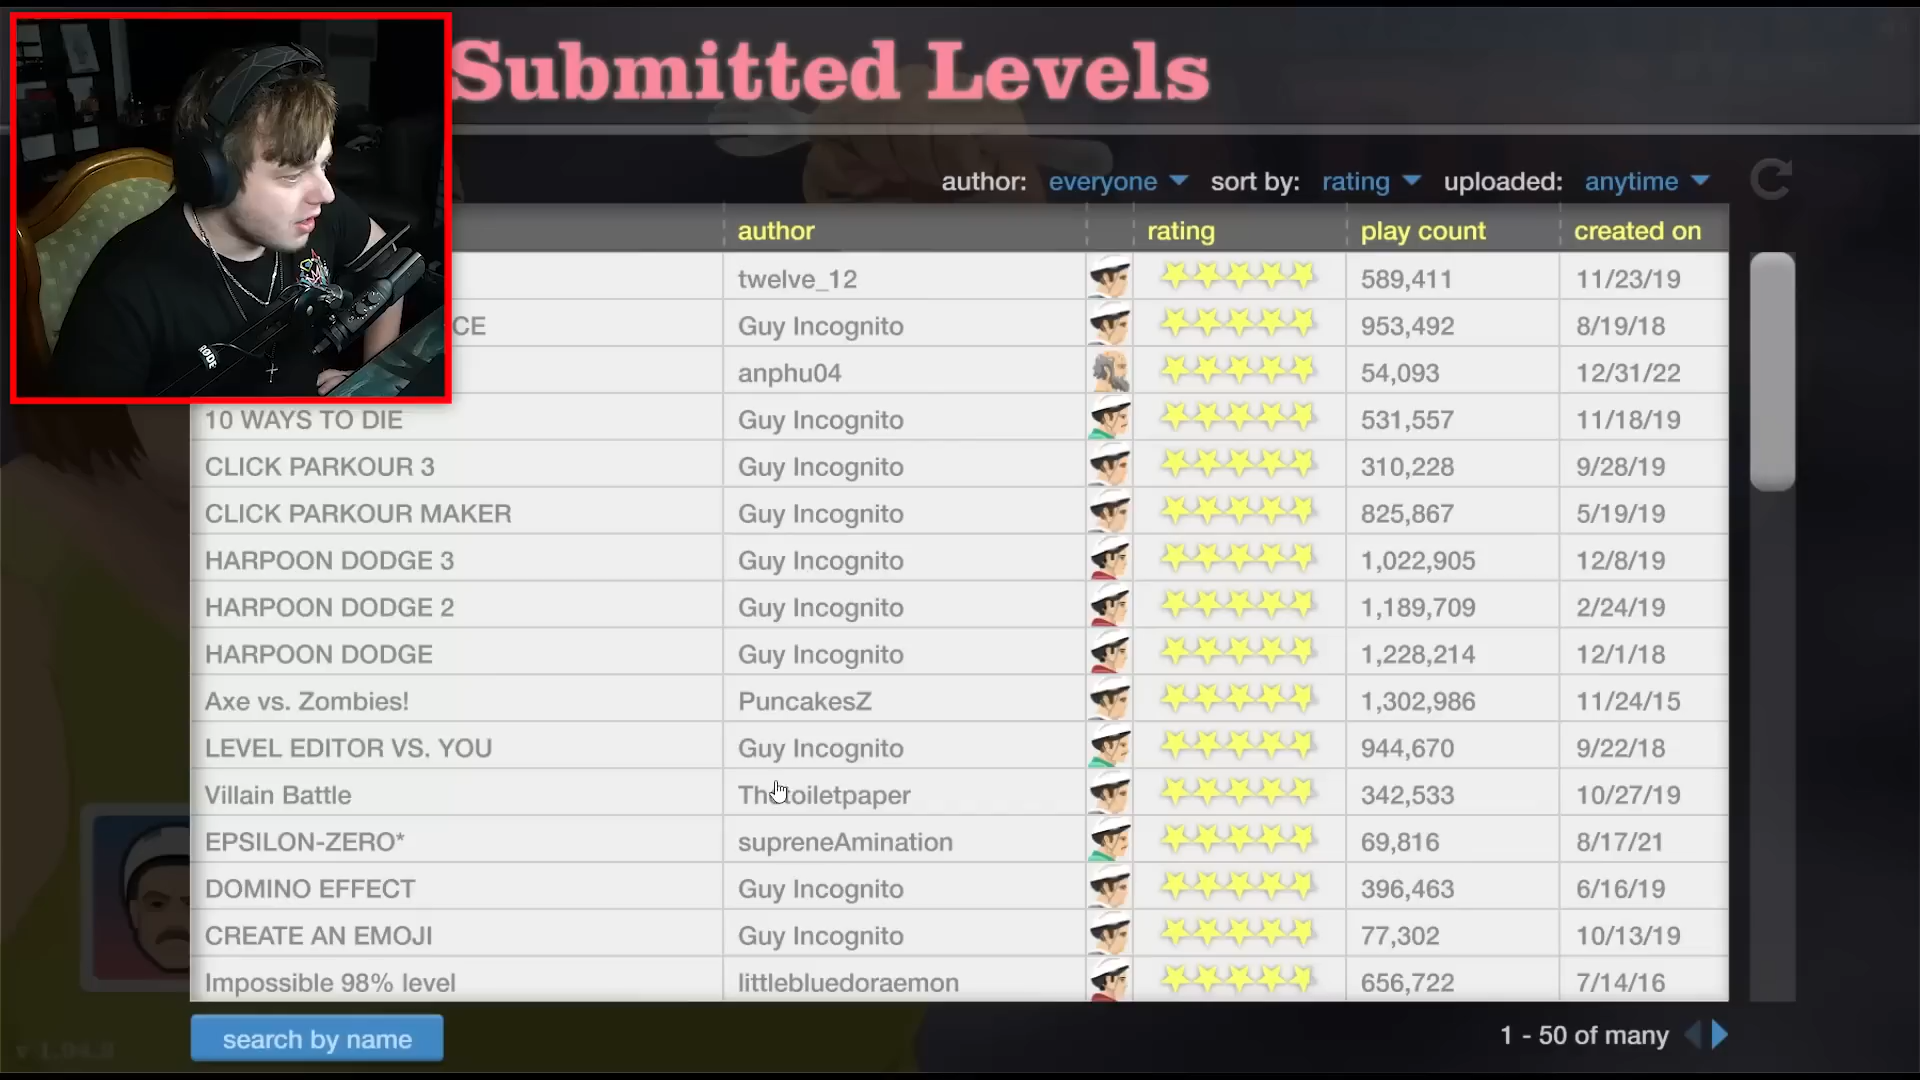 Submitted Levels
author: everyone sort by: rating uploaded: anytime
author rating play count created on
twelve_12 589,411 11/23/19
CE Guy Incognito 953,492 8/19/18
anphu04 54,093 12/31/22
10 WAYS TO DIE Guy Incognito 531,557 11/18/19
CLICK PARKOUR 3 Guy Incognito 310,228 9/28/19
CLICK PARKOUR MAKER Guy Incognito 825,867 5/19/19
HARPOON DODGE 3 Guy Incognito 1,022,905 12/8/19
HARPOON DODGE 2 Guy Incognito 1,189,709 2/24/19
HARPOON DODGE Guy Incognito 1,228,214 12/1/18
Axe vs. Zombies! PuncakesZ 1,302,986 11/24/15
LEVEL EDITOR VS. YOU Guy Incognito 944,670 9/22/18
Villain Battle Thetoiletpaper 342,533 10/27/19
EPSILON-ZERO* supreneAmination 69,816 8/17/21
DOMINO EFFECT Guy Incognito 396,463 6/16/19
CREATE AN EMOJI Guy Incognito 77,302 10/13/19
Impossible 98% level littlebluedoraemon 656,722 7/14/16
search by name 1 - 50 of many
RODE